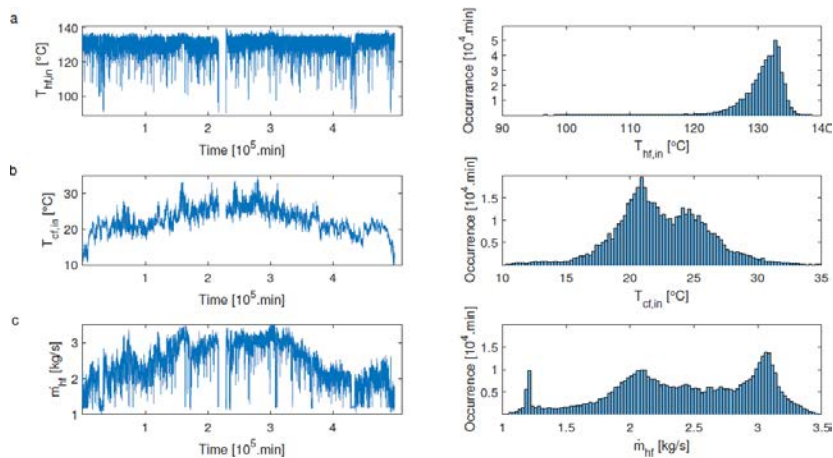 a
T_hf,in [°C]
140
120
100
1 2 3 4
Time [10^5.min]
Occurrance [10^4.min]
5
4
3
2
1
90 100 110 120 130 140
T_hf,in [°C]
b
T_cf,in [°C]
30
20
10
1 2 3 4
Time [10^5.min]
Occurrence [10^4.min]
1.5
1
0.5
10 15 20 25 30 35
T_cf,in [°C]
c
ṁ_hf [kg/s]
3
2
1
1 2 3 4
Time [10^5.min]
Occurrence [10^4.min]
1.5
1
0.5
1 1.5 2 2.5 3 3.5
ṁ_hf [kg/s]